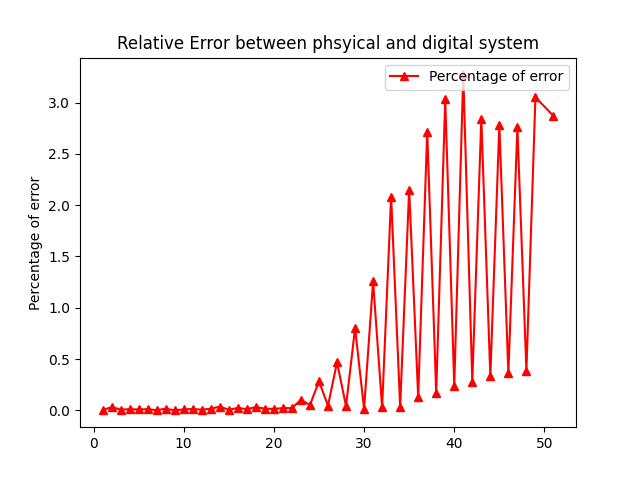 Relative Error between phsyical and digital system
Percentage of error
3.0
2.5
2.0
1.5
1.0
0.5
0.0
Percentage of error
0 10 20 30 40 50